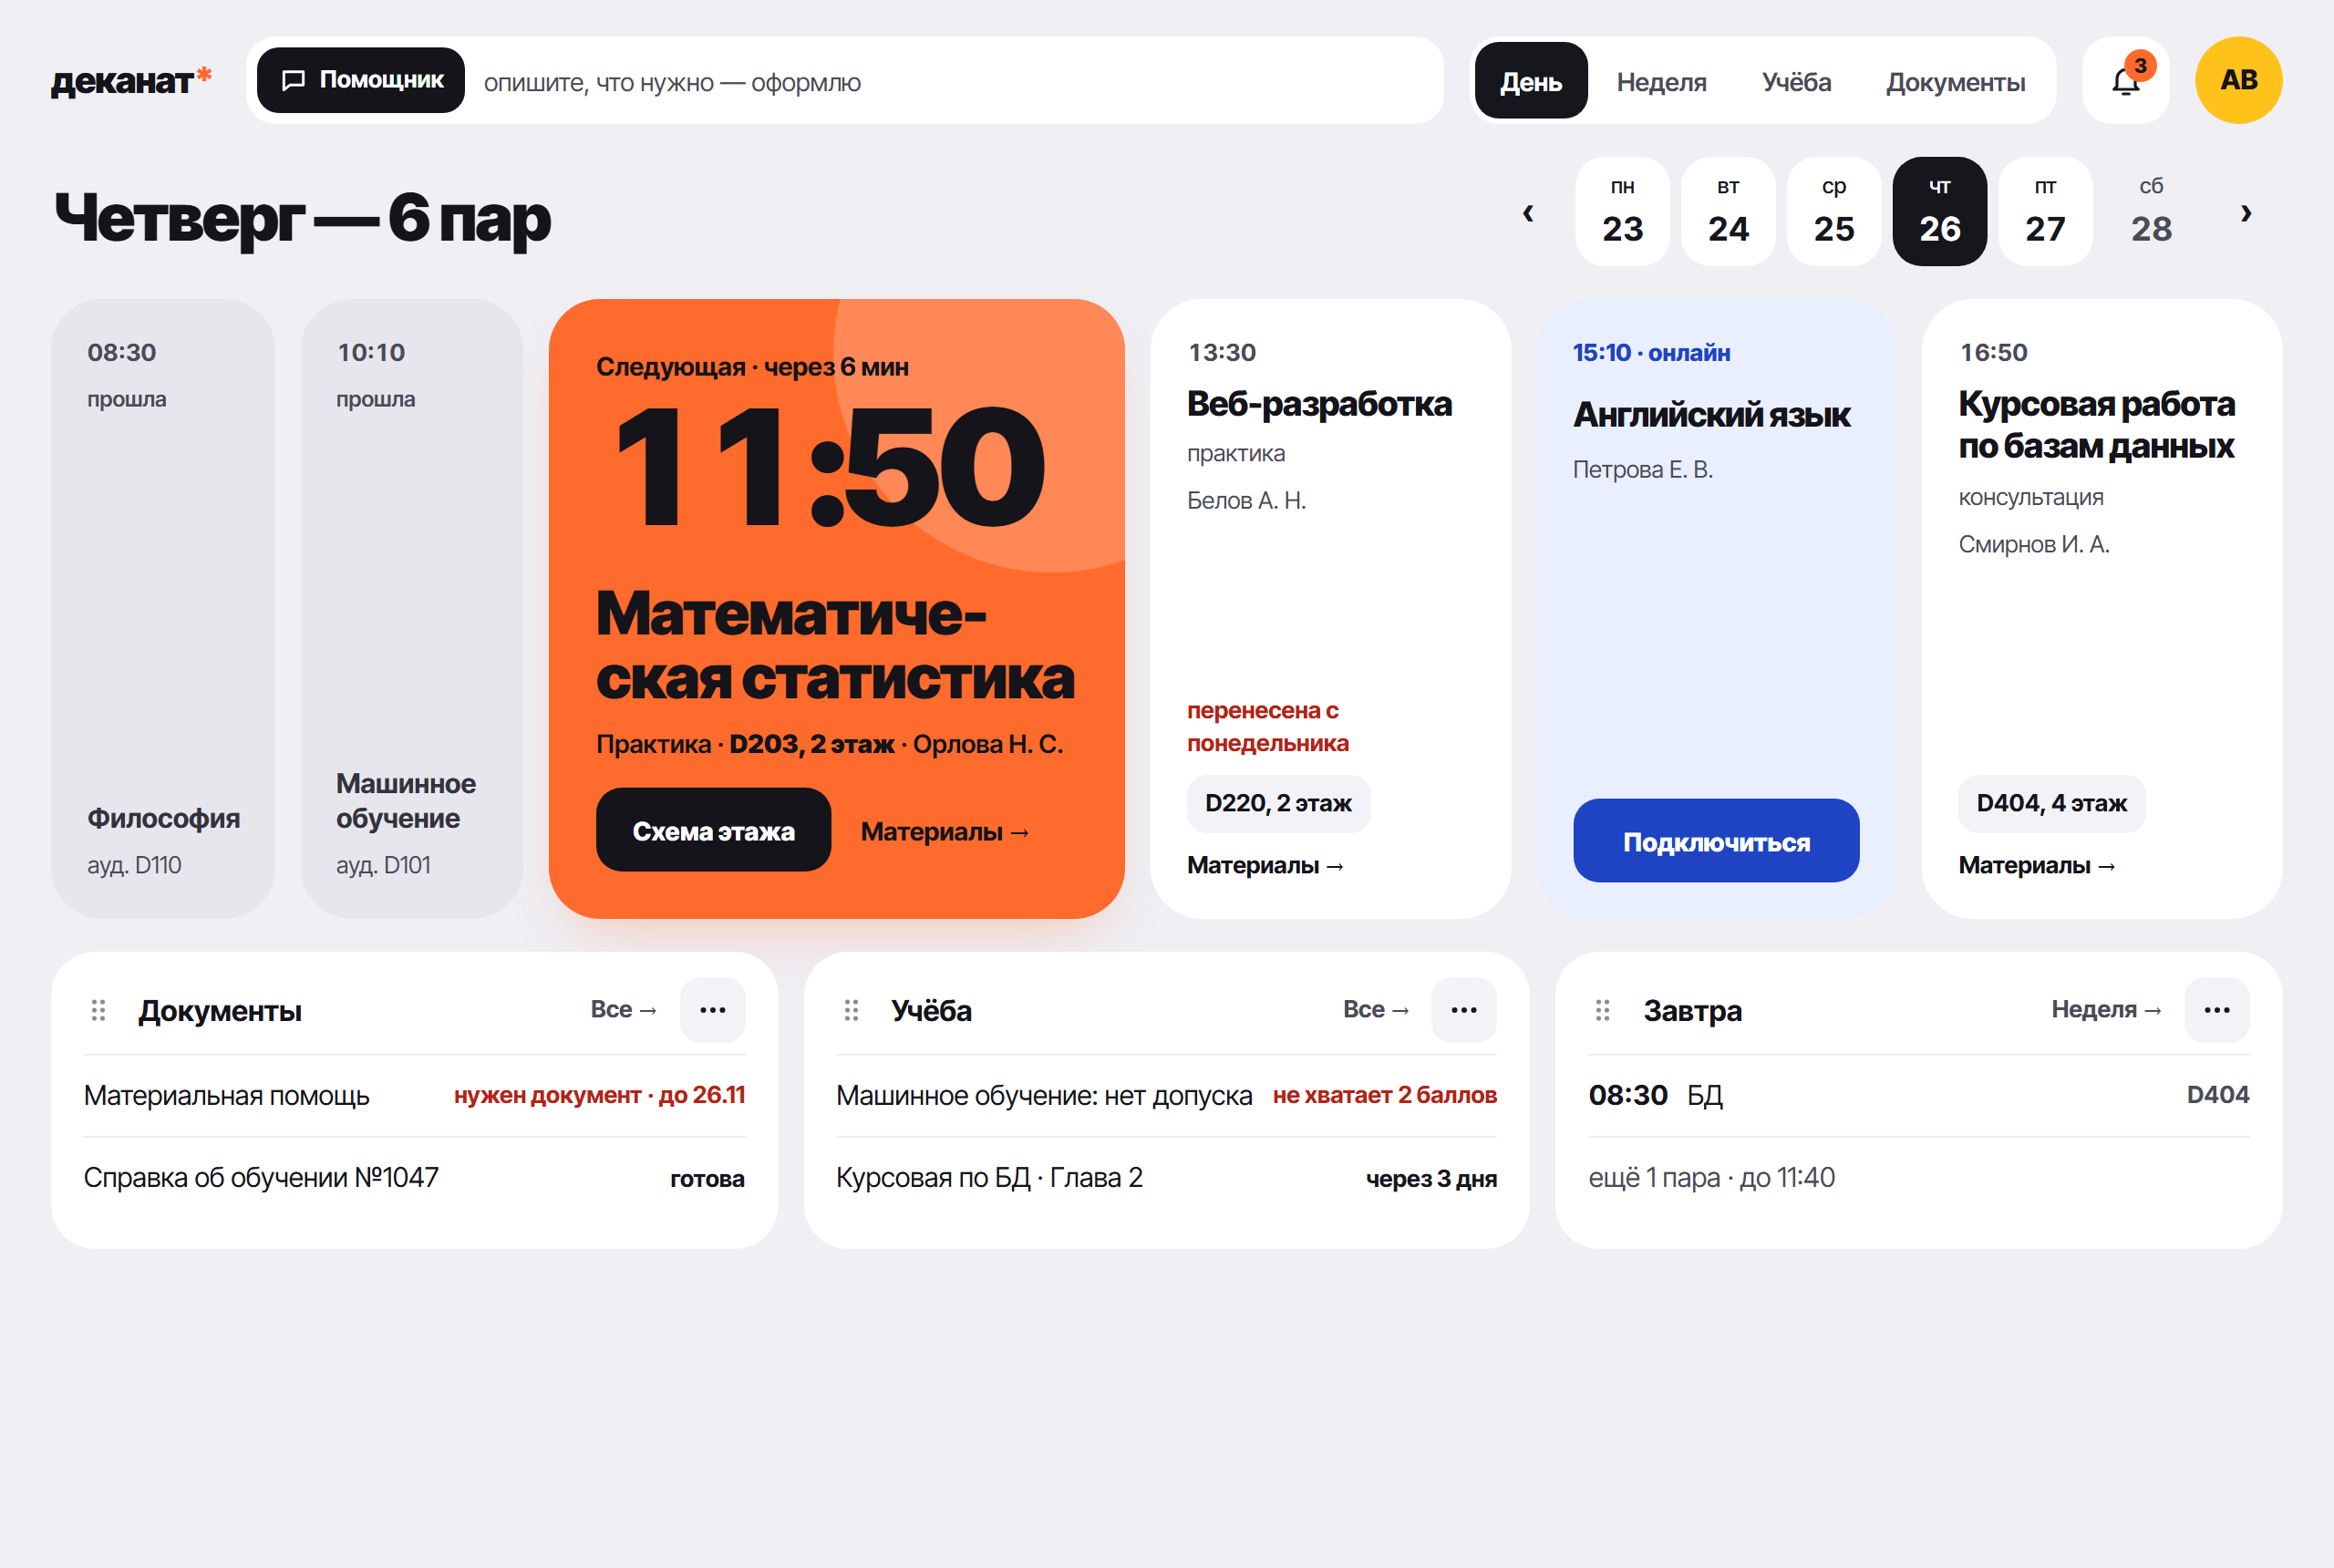 деканат*
Помощник
опишите, что нужно — оформлю
День
Неделя
Учёба
Документы
3
АВ
Четверг — 6 пар
‹
пн
23
вт
24
ср
25
чт
26
пт
27
сб
28
›
08:30
прошла
Философия
ауд. D110
10:10
прошла
Машинное
обучение
ауд. D101
Следующая · через 6 мин
11:50
Математиче-
ская статистика
Практика · D203, 2 этаж · Орлова Н. С.
Схема этажа
Материалы →
13:30
Веб-разработка
практика
Белов А. Н.
перенесена с
понедельника
D220, 2 этаж
Материалы →
15:10 · онлайн
Английский язык
Петрова Е. В.
Подключиться
16:50
Курсовая работа
по базам данных
консультация
Смирнов И. А.
D404, 4 этаж
Материалы →
Документы
Все →
Материальная помощь
нужен документ · до 26.11
Справка об обучении №1047
готова
Учёба
Все →
Машинное обучение: нет допуска
не хватает 2 баллов
Курсовая по БД · Глава 2
через 3 дня
Завтра
Неделя →
08:30 БД
D404
ещё 1 пара · до 11:40